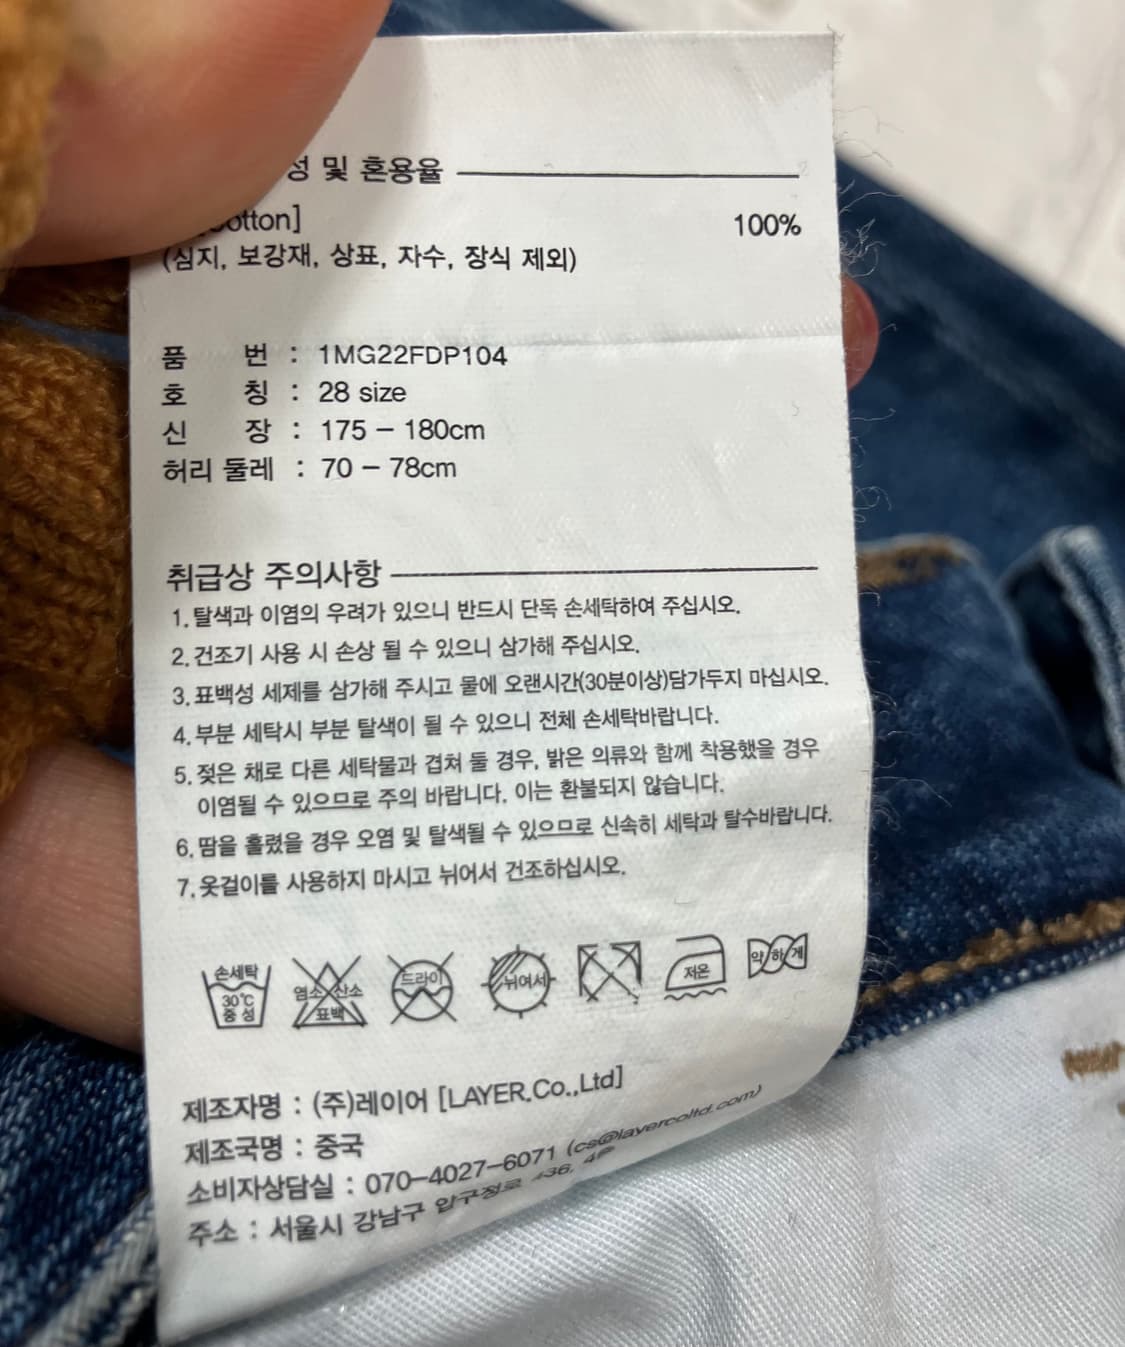 및 혼용율
100%
(심지, 보강재, 상표, 자수, 장식 제외)
품 번 : 1MG22FDP104
호 칭 : 28 size
신 장 : 175 - 180cm
허리 둘레 : 70 - 78cm
취급상 주의사항
1. 탈색과 이염의 우려가 있으니 반드시 단독 손세탁하여 주십시오.
2. 건조기 사용 시 손상 될 수 있으니 삼가해 주십시오.
3. 표백성 세제를 삼가해 주시고 물에 오랜시간(30분이상)담가두지 마십시오.
4. 부분 세탁시 부분 탈색이 될 수 있으니 전체 손세탁바랍니다.
5. 젖은 채로 다른 세탁물과 겹쳐 둘 경우, 밝은 의류와 함께 착용했을 경우
이염될 수 있으므로 주의 바랍니다. 이는 환불되지 않습니다.
6. 땀을 흘렸을 경우 오염 및 탈색될 수 있으므로 신속히 세탁과 탈수바랍니다.
7. 옷걸이를 사용하지 마시고 뉘어서 건조하십시오.
손세탁 30℃ 중성
염소 산소 표백
드라이
뉘어서
저온
약하게
제조자명 : (주)레이어 [LAYER.Co.,Ltd]
제조국명 : 중국
소비자상담실 : 070-4027-6071 (cs@layercoltd.com)
주소 : 서울시 강남구 압구정로